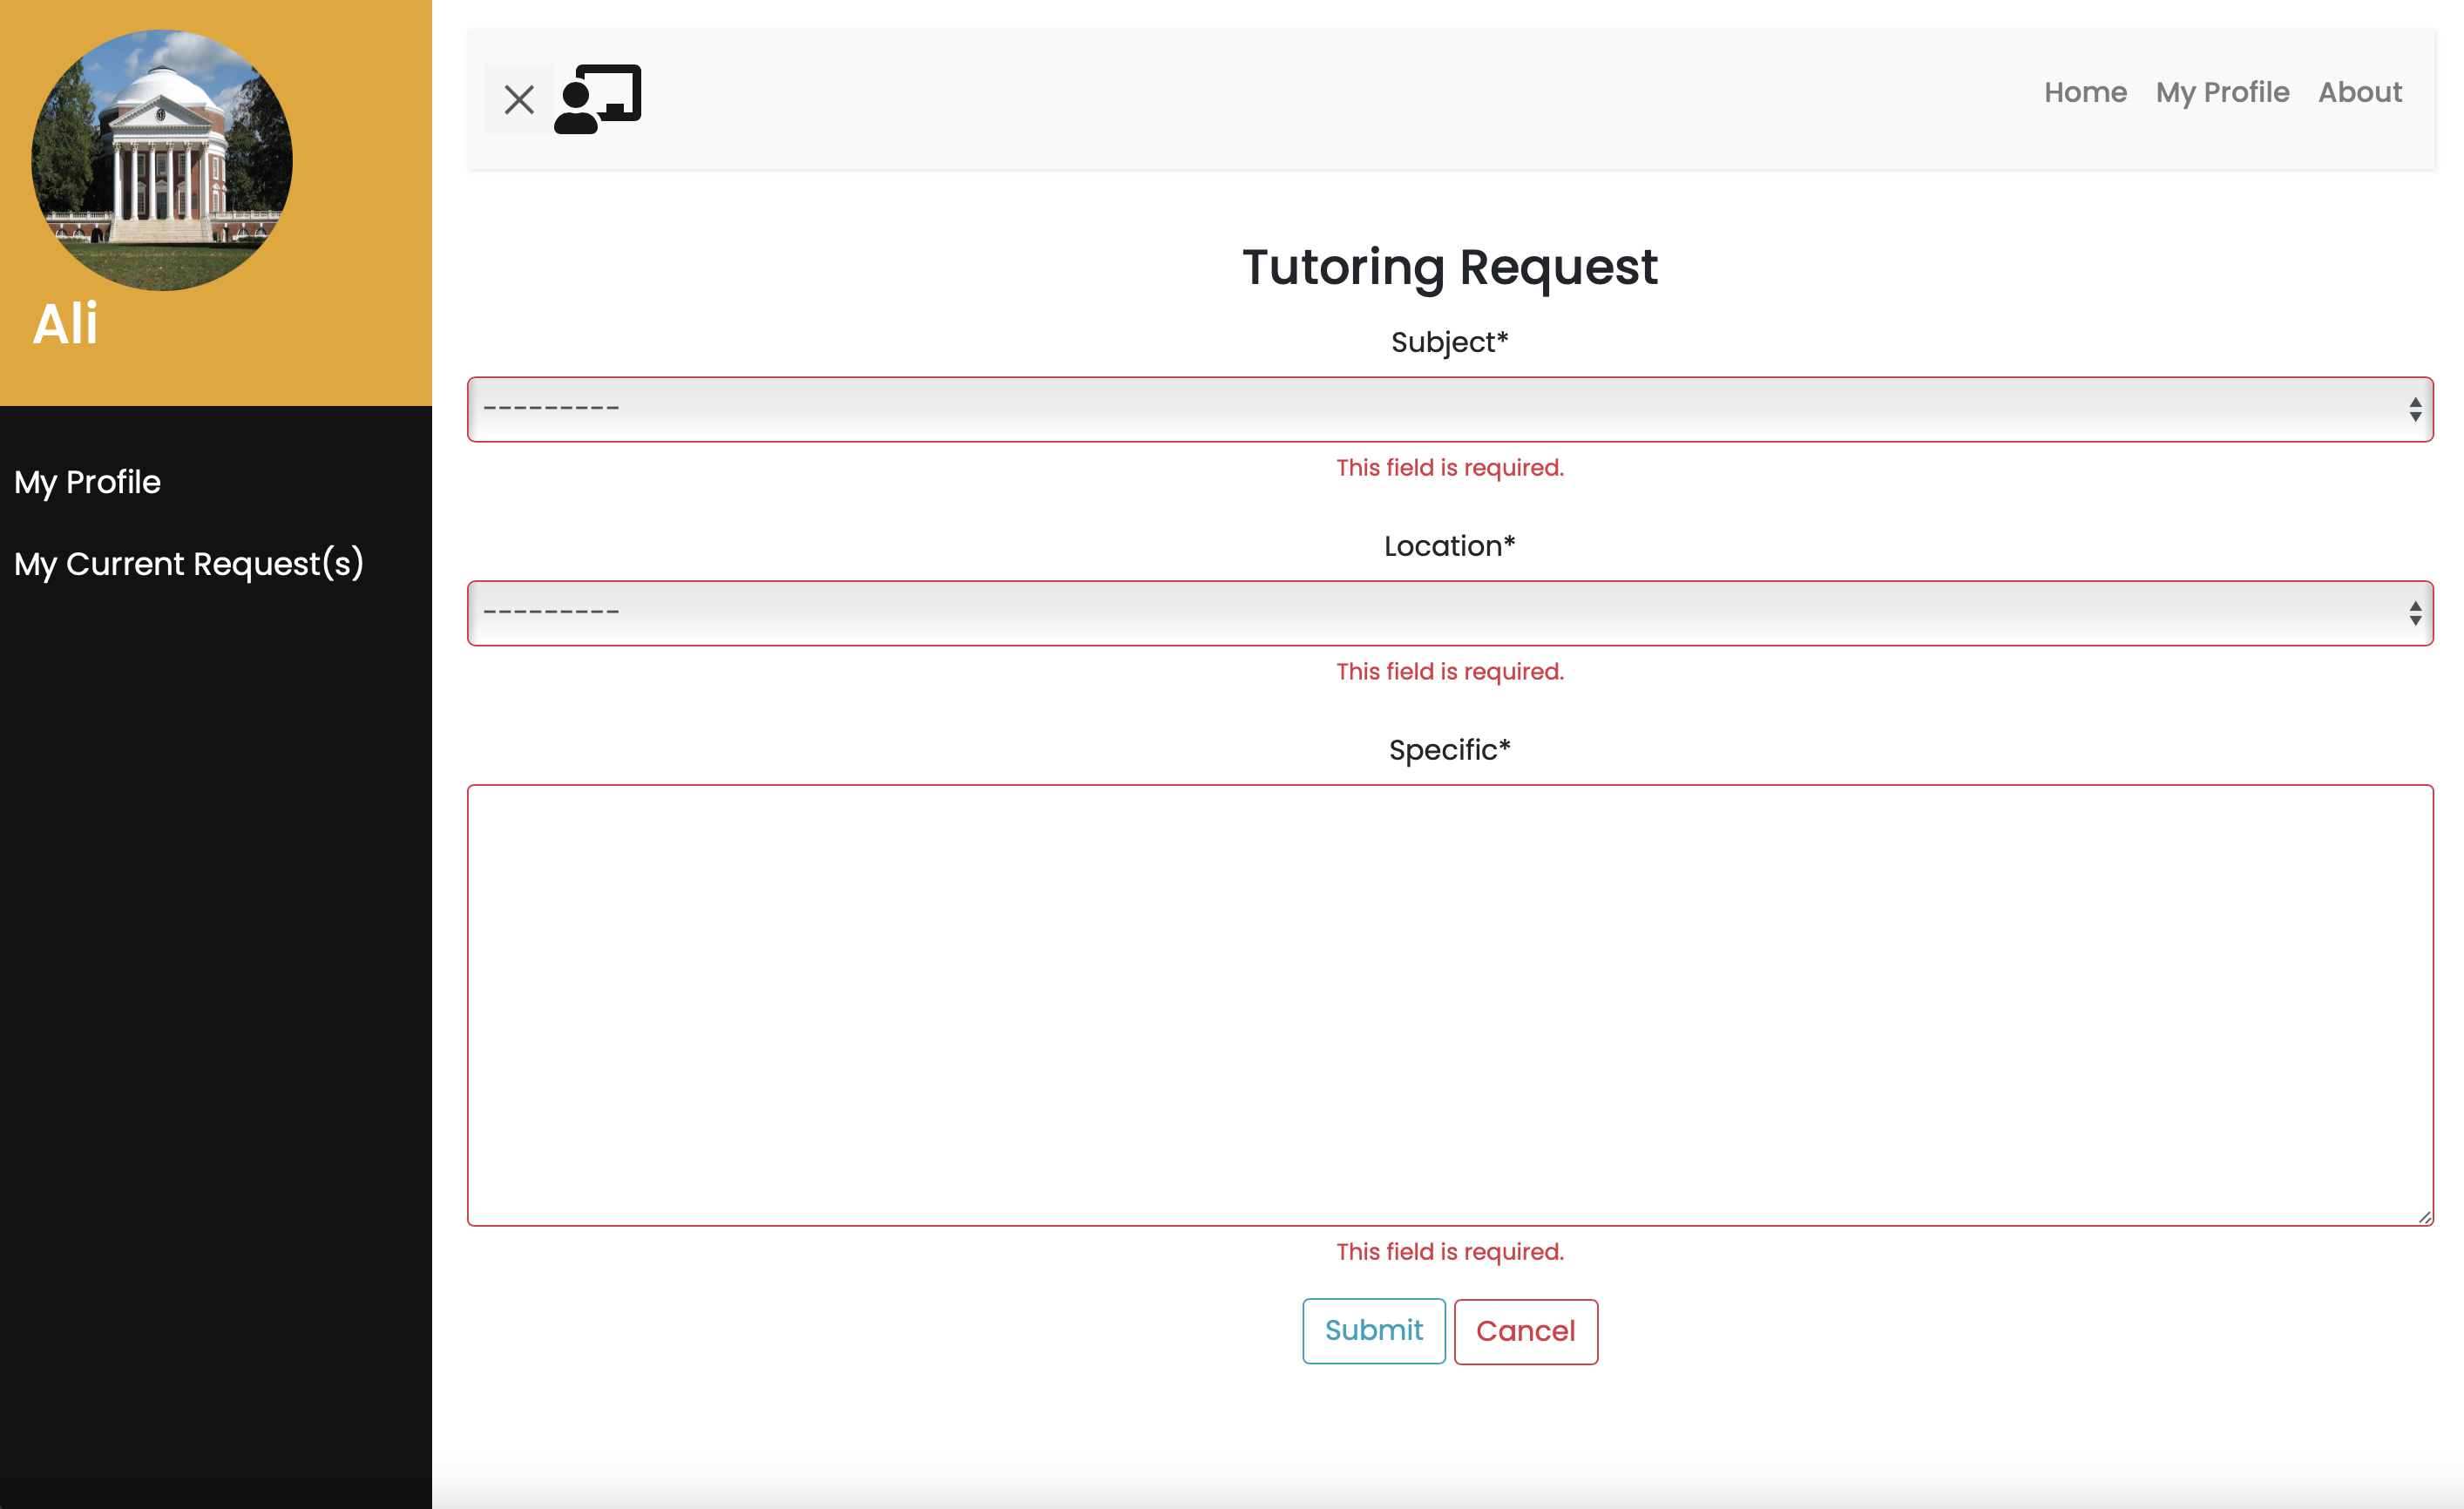 Ali
My Profile
My Current Request(s)
Home My Profile About
Tutoring Request
Subject*
---------
This field is required.
Location*
---------
This field is required.
Specific*
This field is required.
Submit Cancel